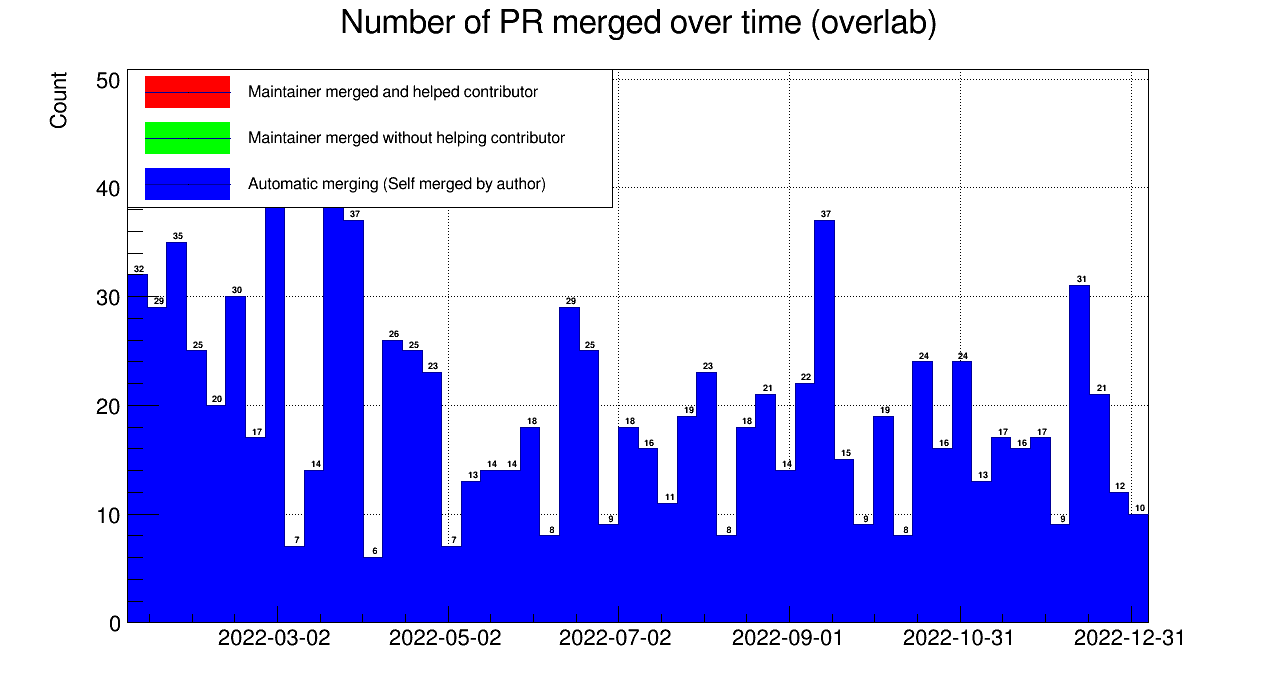 Number of PR merged over time (overlab)
Count
50
40
30
20
10
0
Maintainer merged and helped contributor
Maintainer merged without helping contributor
Automatic merging (Self merged by author)
32 29 35 25 20 30 17 7 14 37 6 26 25 23 7 13 14 14 18 8 29 25 9 18 16 11 19 23 8 18 21 14 22 37 15 9 19 8 24 16 24 13 17 16 17 9 31 21 12 10
2022-03-02 2022-05-02 2022-07-02 2022-09-01 2022-10-31 2022-12-31